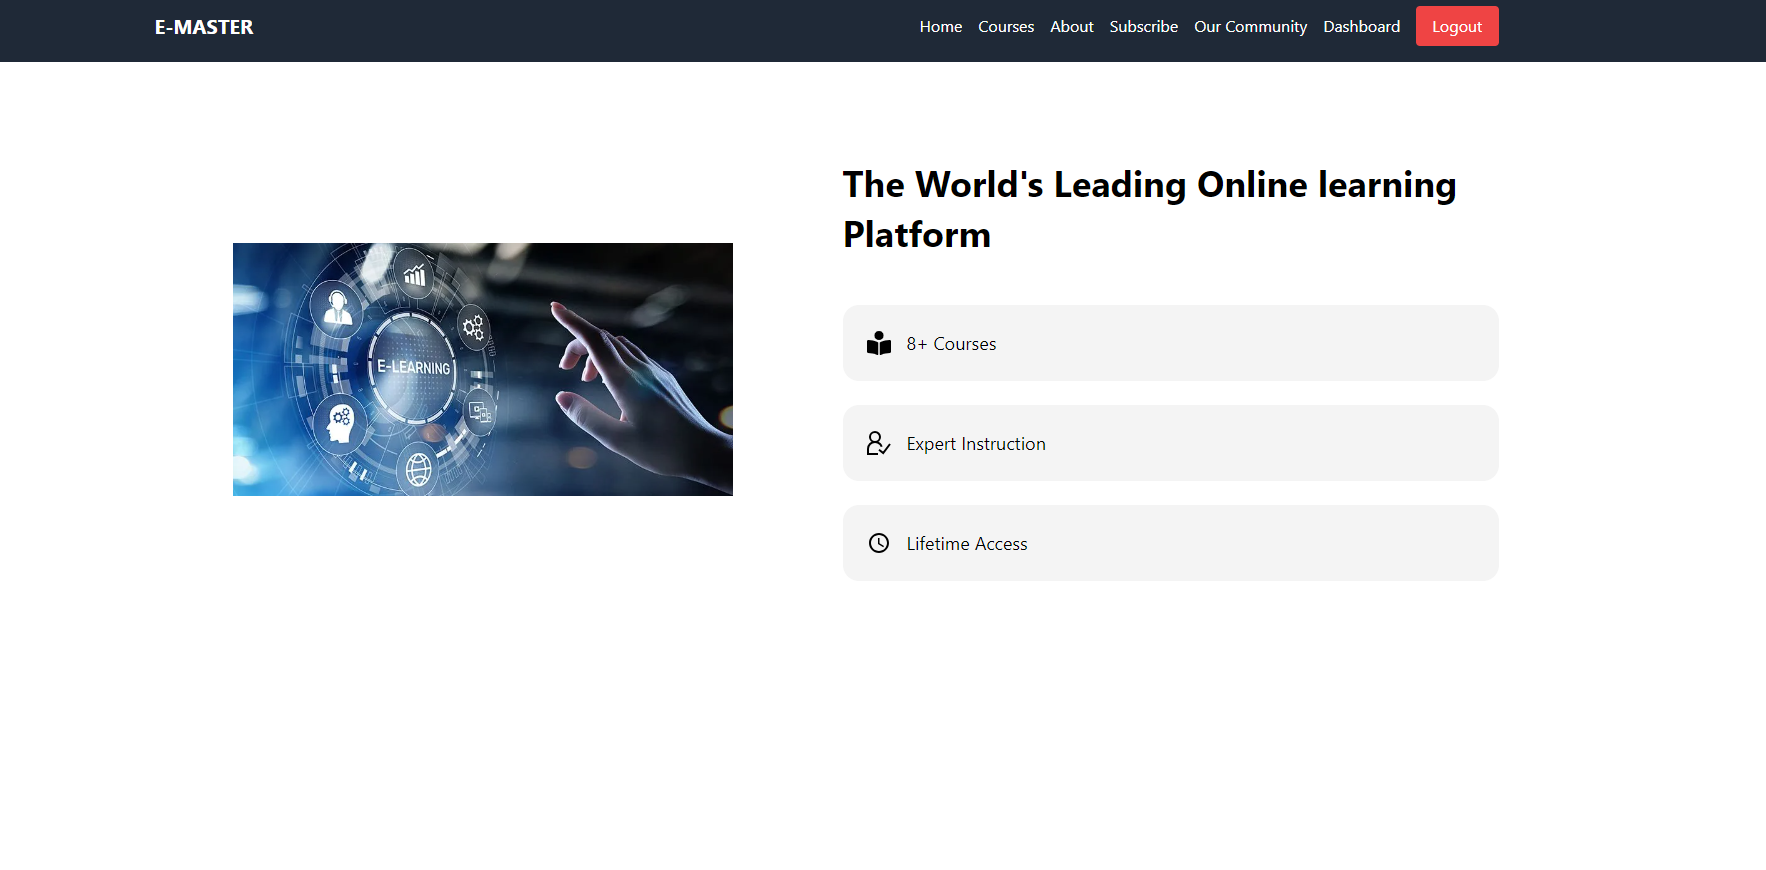 E-MASTER
Home Courses About Subscribe Our Community Dashboard Logout
The World's Leading Online learning
Platform
E-LEARNING
8+ Courses
Expert Instruction
Lifetime Access